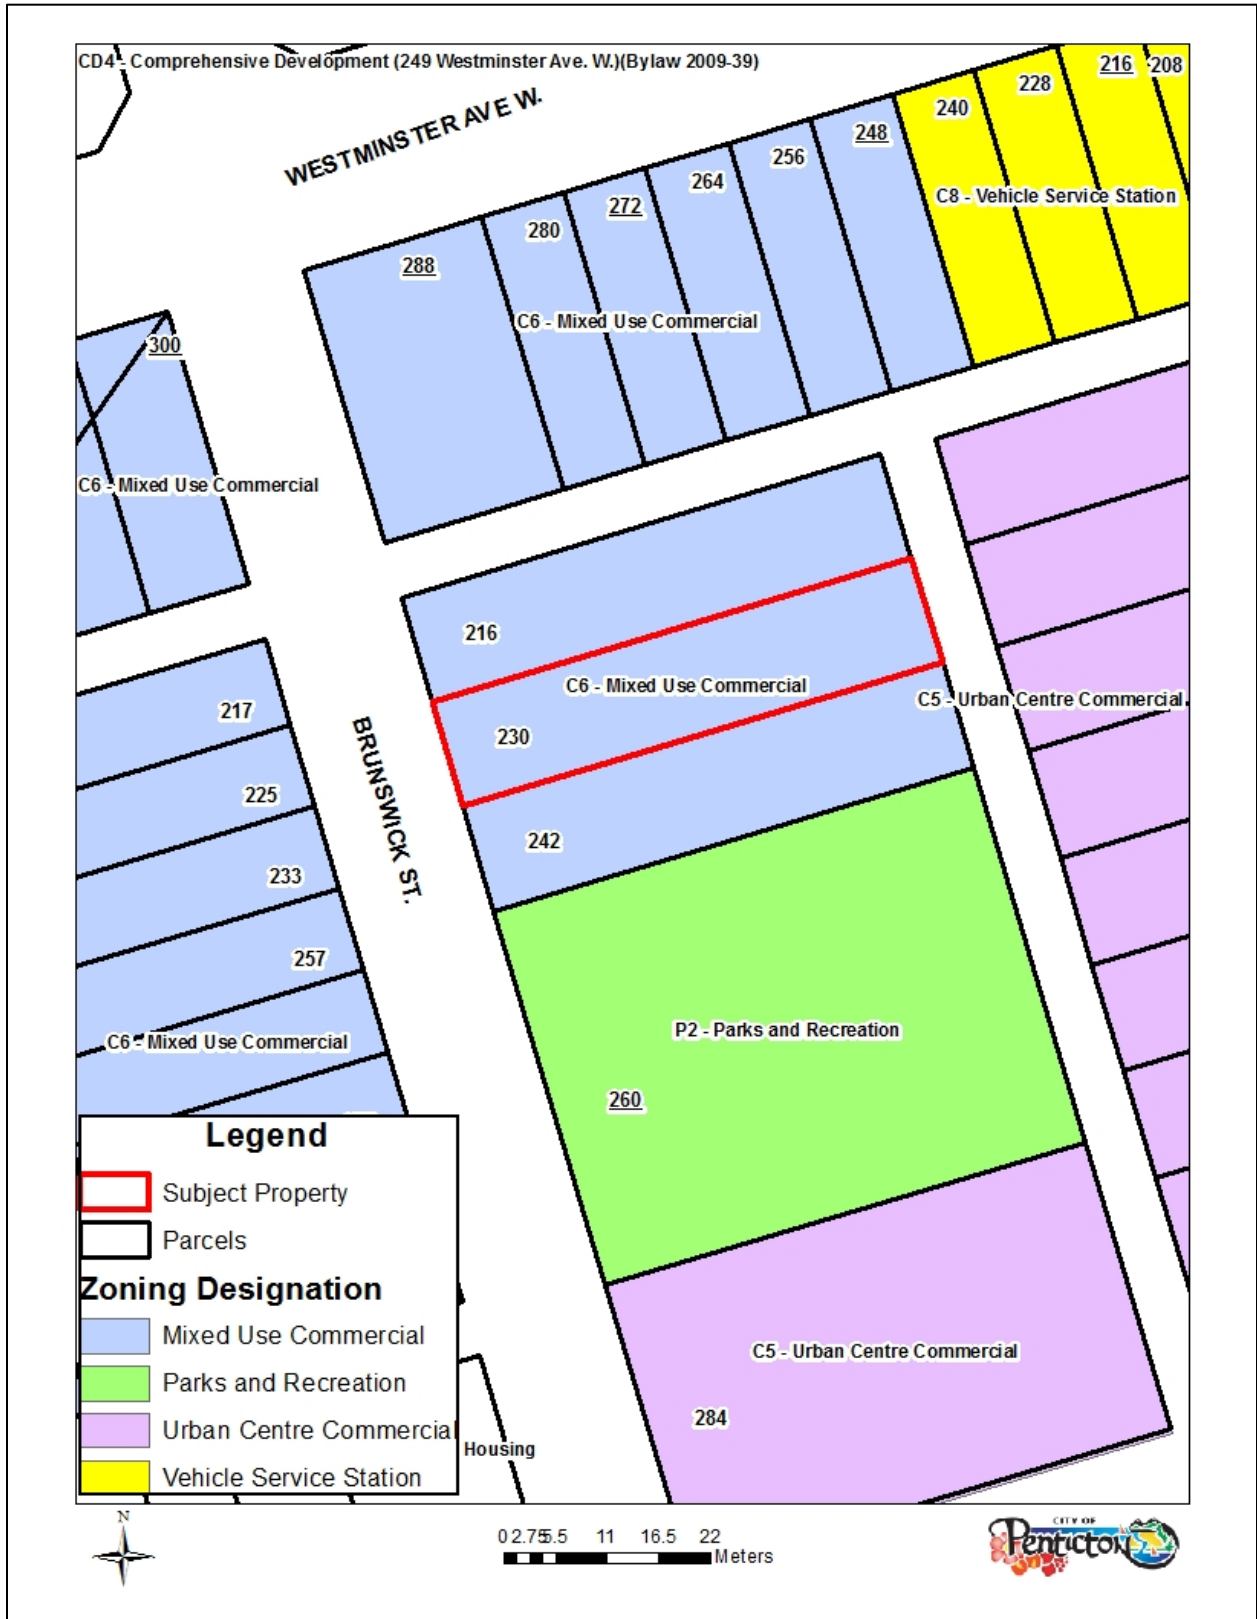 CD4 - Comprehensive Development (249 Westminster Ave. W.)(Bylaw 2009-39)
WESTMINSTER AVE W.
216
208
228
240
248
256
264
272
280
288
C8 - Vehicle Service Station
C6 - Mixed Use Commercial
300
C6 - Mixed Use Commercial
216
C6 - Mixed Use Commercial
C5 - Urban Centre Commercial
217
230
BRUNSWICK ST.
225
242
233
257
P2 - Parks and Recreation
C6 - Mixed Use Commercial
260
Legend
Subject Property
Parcels
Zoning Designation
Mixed Use Commercial
Parks and Recreation
Urban Centre Commercial
Vehicle Service Station
C5 - Urban Centre Commercial
284
Housing
N
0 2.75 5.5 11 16.5 22
Meters
CITY OF
Penticton